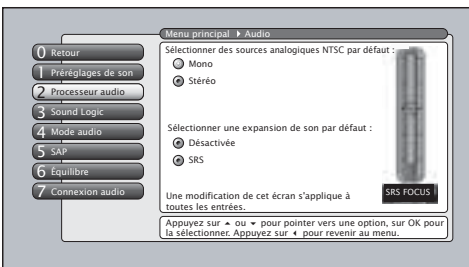 Menu principal Audio
0 Retour
1 Préréglages de son
2 Processeur audio
3 Sound Logic
4 Mode audio
5 SAP
6 Équilibre
7 Connexion audio
Sélectionner des sources analogiques NTSC par défaut :
Mono
Stéréo
Sélectionner une expansion de son par défaut :
Désactivée
SRS
Une modification de cet écran s'applique à
toutes les entrées.
SRS FOCUS
Appuyez sur ou pour pointer vers une option, sur OK pour
la sélectionner. Appuyez sur pour revenir au menu.